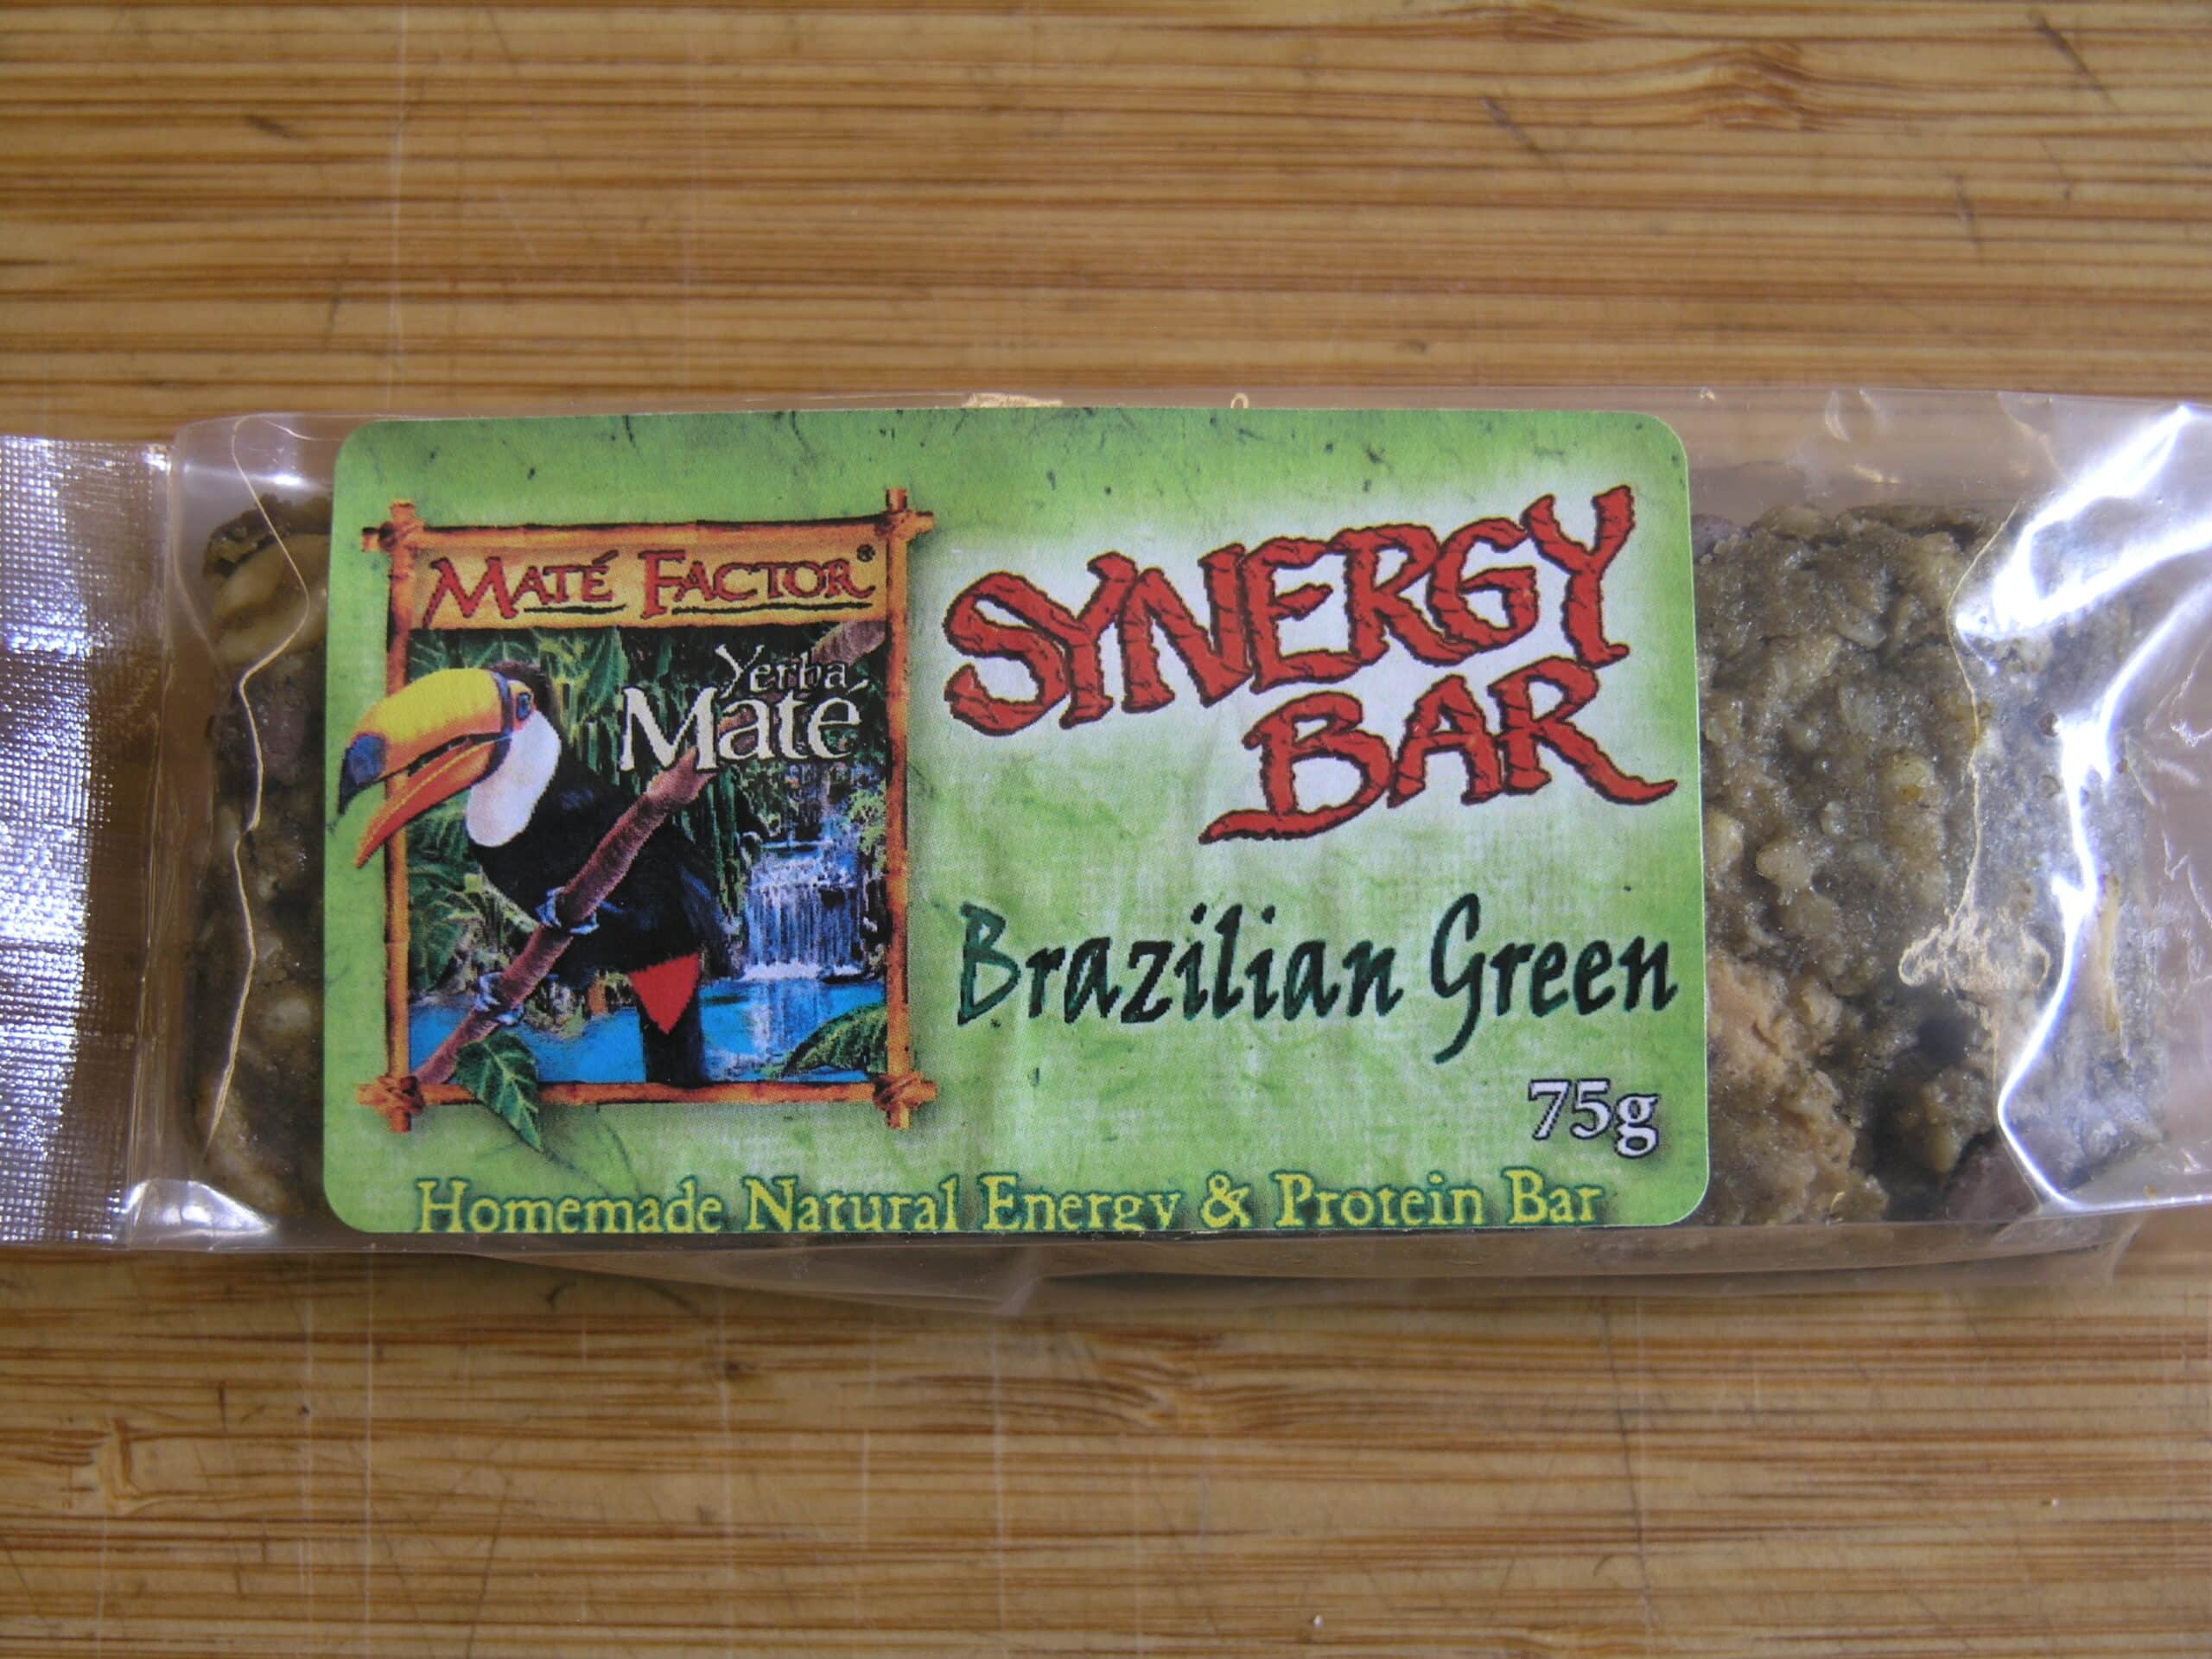 MATÉ FACTOR®
Yerba
Maté
SYNERGY
BAR
Brazilian Green
75g
Homemade Natural Energy & Protein Bar